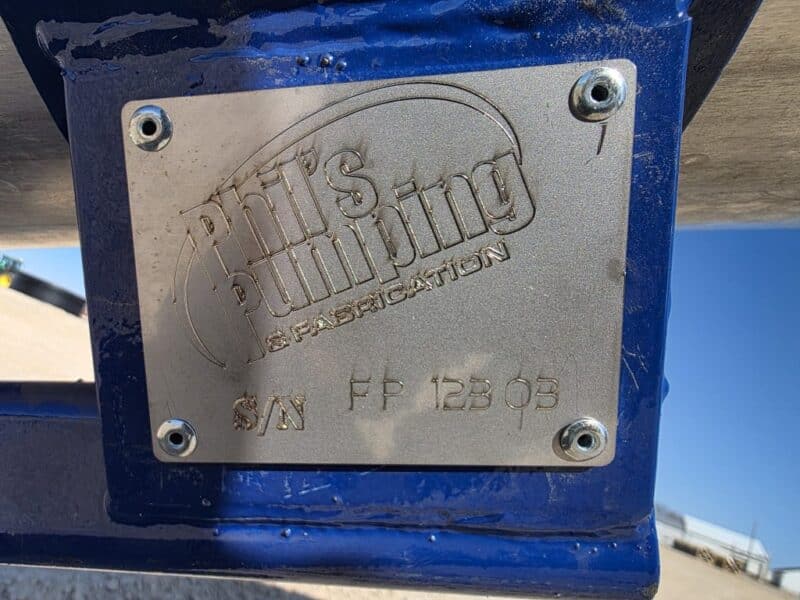 Phil's
Pumping
& FABRICATION
S/N FP 12303